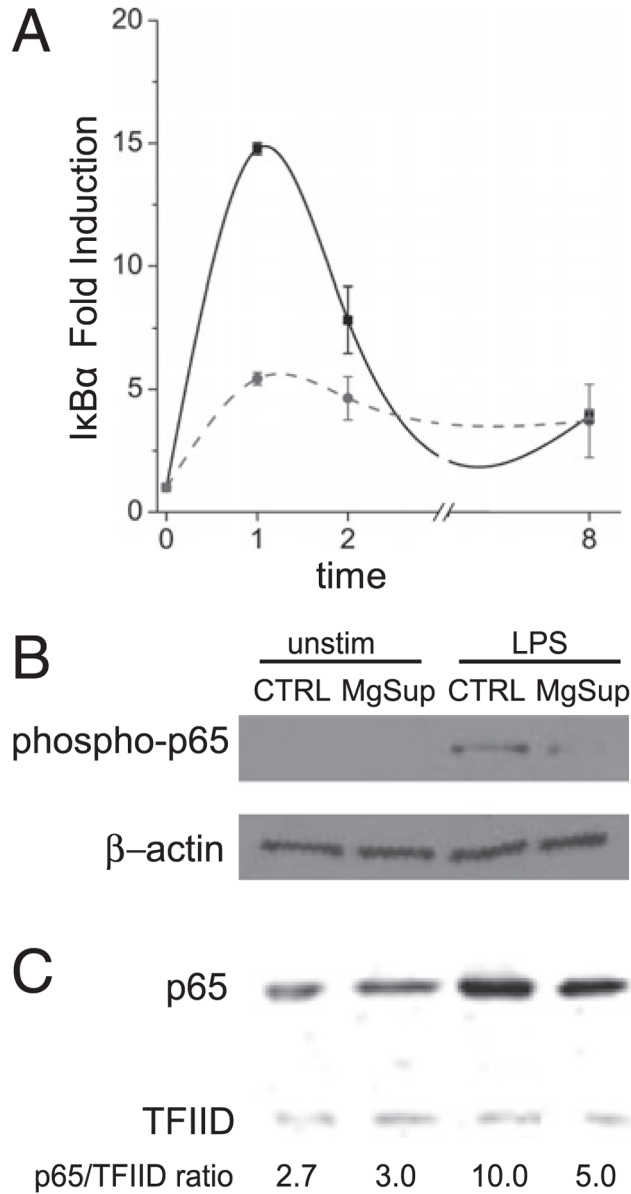 A
20
15
10
5
0
IκBα Fold Induction
0 1 2 8
time
B
unstim LPS
CTRL MgSup CTRL MgSup
phospho-p65
β–actin
C
p65
TFIID
p65/TFIID ratio 2.7 3.0 10.0 5.0